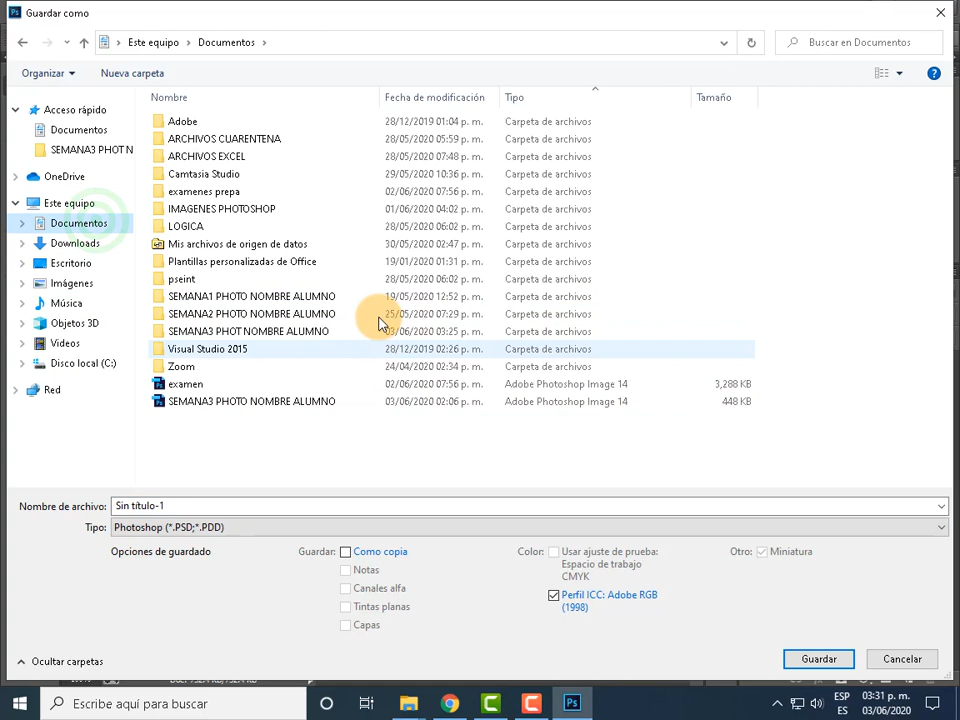 Guardar como
Este equipo > Documentos >
Buscar en Documentos
Organizar
Nueva carpeta
Nombre
Fecha de modificación
Tipo
Tamaño
Acceso rápido
Documentos
SEMANA3 PHOT N
OneDrive
Este equipo
Documentos
Downloads
Escritorio
Imágenes
Música
Objetos 3D
Videos
Disco local (C:)
Red
Adobe 28/12/2019 01:04 p. m. Carpeta de archivos
ARCHIVOS CUARENTENA 28/05/2020 05:59 p. m. Carpeta de archivos
ARCHIVOS EXCEL 28/05/2020 07:48 p. m. Carpeta de archivos
Camtasia Studio 29/05/2020 10:36 p. m. Carpeta de archivos
examenes prepa 02/06/2020 07:56 p. m. Carpeta de archivos
IMAGENES PHOTOSHOP 01/06/2020 04:02 p. m. Carpeta de archivos
LOGICA 28/05/2020 06:02 p. m. Carpeta de archivos
Mis archivos de origen de datos 30/05/2020 02:47 p. m. Carpeta de archivos
Plantillas personalizadas de Office 19/01/2020 01:31 p. m. Carpeta de archivos
pseint 28/05/2020 06:02 p. m. Carpeta de archivos
SEMANA1 PHOTO NOMBRE ALUMNO 19/05/2020 12:52 p. m. Carpeta de archivos
SEMANA2 PHOTO NOMBRE ALUMNO 25/05/2020 07:29 p. m. Carpeta de archivos
SEMANA3 PHOT NOMBRE ALUMNO 03/06/2020 03:25 p. m. Carpeta de archivos
Visual Studio 2015 28/12/2019 02:26 p. m. Carpeta de archivos
Zoom 24/04/2020 02:34 p. m. Carpeta de archivos
examen 02/06/2020 07:56 p. m. Adobe Photoshop Image 14 3,288 KB
SEMANA3 PHOTO NOMBRE ALUMNO 03/06/2020 02:06 p. m. Adobe Photoshop Image 14 448 KB
Nombre de archivo: Sin título-1
Tipo: Photoshop (*.PSD;*.PDD)
Opciones de guardado
Guardar:
Como copia
Notas
Canales alfa
Tintas planas
Capas
Color:
Usar ajuste de prueba:
Espacio de trabajo
CMYK
Perfil ICC: Adobe RGB
(1998)
Otro:
Miniatura
Ocultar carpetas
Guardar
Cancelar
Escribe aquí para buscar
ESP
ES
03:31 p. m.
03/06/2020